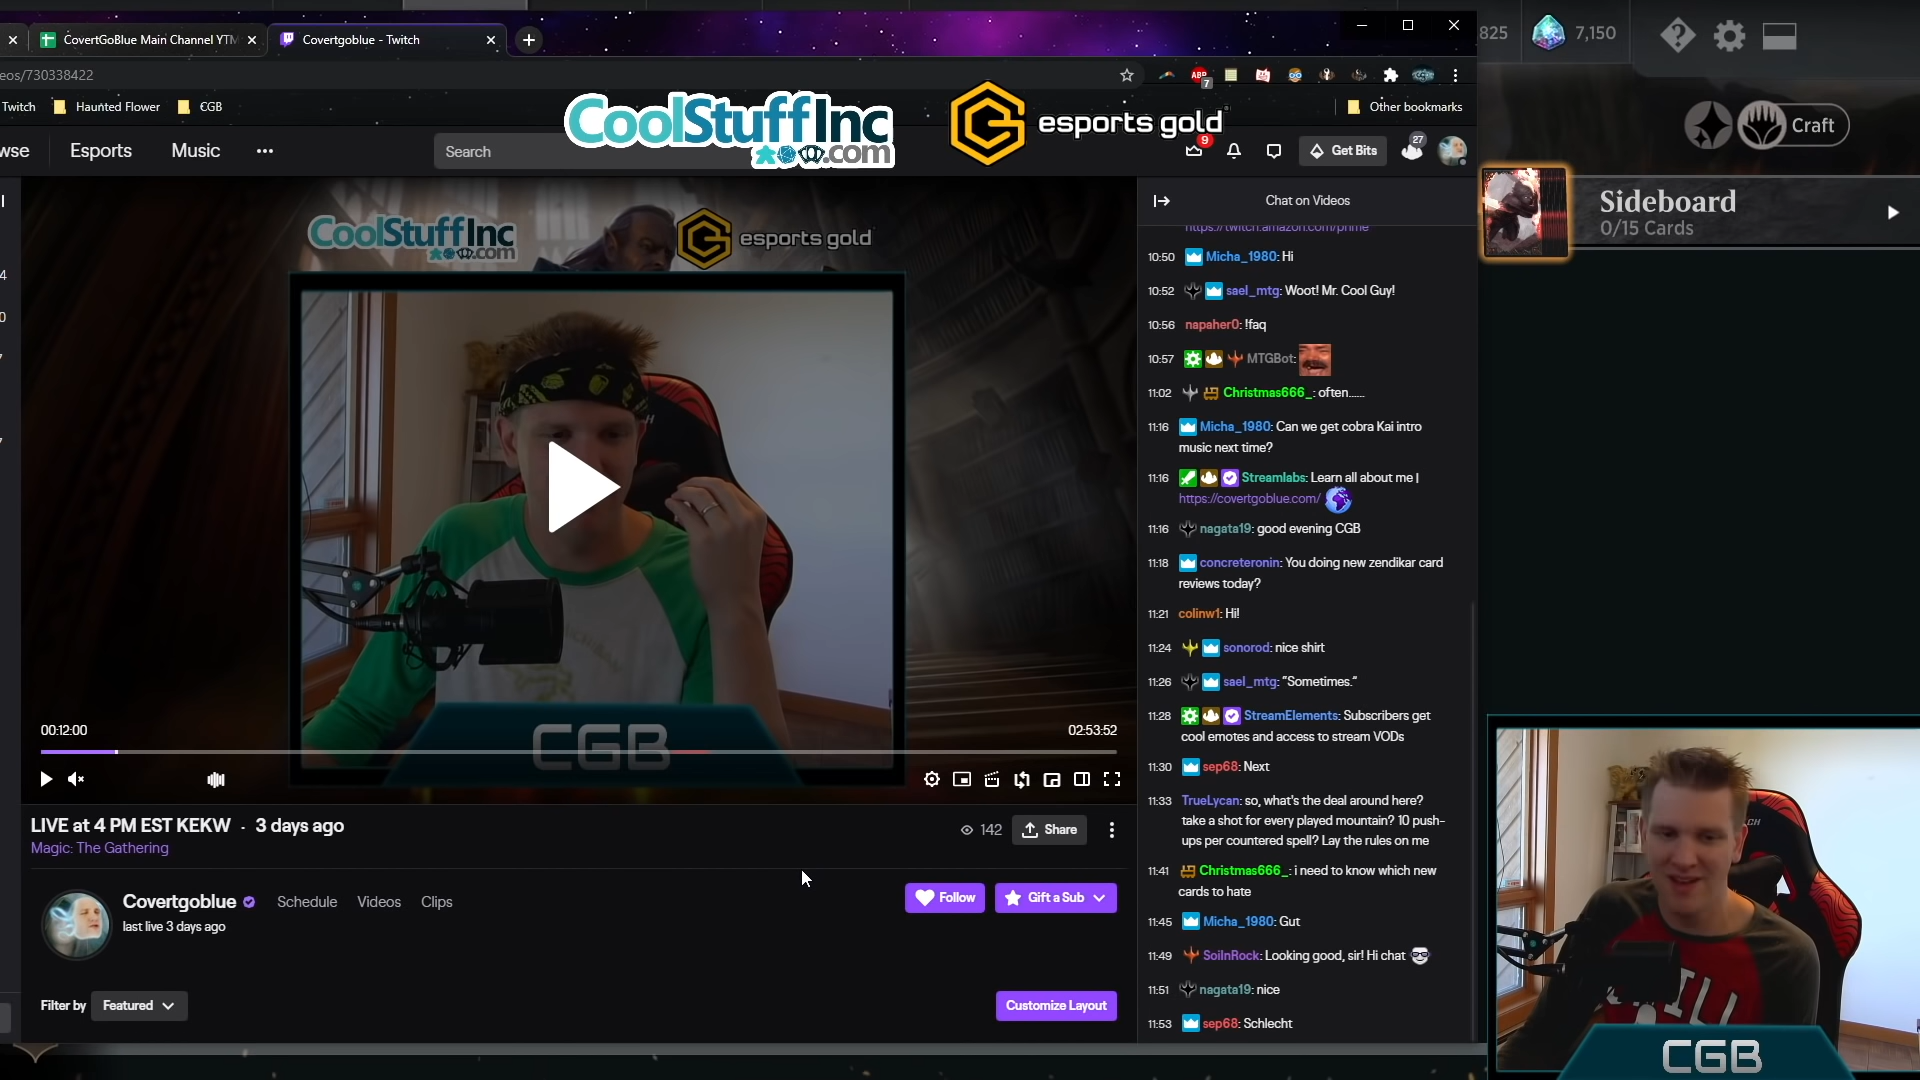 CovertGoBlue Main Channel YTM
Covertgoblue - Twitch
eos/730338422
ABP
7
Twitch
Haunted Flower
CGB
Other bookmarks
CoolStuffInc
.com
esports gold
wse
Esports
Music
Search
9
Get Bits
27
825
7,150
Craft
Sideboard
0/15 Cards
CoolStuffInc
.com
esports gold
CGB
00:12:00
02:53:52
LIVE at 4 PM EST KEKW · 3 days ago
Magic: The Gathering
142
Share
Covertgoblue
Schedule
Videos
Clips
last live 3 days ago
Follow
Gift a Sub
Filter by
Featured
Customize Layout
Chat on Videos
https://twitch.amazon.com/prime
10:50 Micha_1980: Hi
10:52 sael_mtg: Woot! Mr. Cool Guy!
10:56 napaher0: !faq
10:57 MTGBot:
11:02 Christmas666_: often......
11:16 Micha_1980: Can we get cobra Kai intro
music next time?
11:16 Streamlabs: Learn all about me |
https://covertgoblue.com/
11:16 nagata19: good evening CGB
11:18 concreteronin: You doing new zendikar card
reviews today?
11:21 colinw1: Hi!
11:24 sonorod: nice shirt
11:26 sael_mtg: "Sometimes."
11:28 StreamElements: Subscribers get
cool emotes and access to stream VODs
11:30 sep68: Next
11:33 TrueLycan: so, what's the deal around here?
take a shot for every played mountain? 10 push-
ups per countered spell? Lay the rules on me
11:41 Christmas666_: i need to know which new
cards to hate
11:45 Micha_1980: Gut
11:49 SoilnRock: Looking good, sir! Hi chat
11:51 nagata19: nice
11:53 sep68: Schlecht
CGB